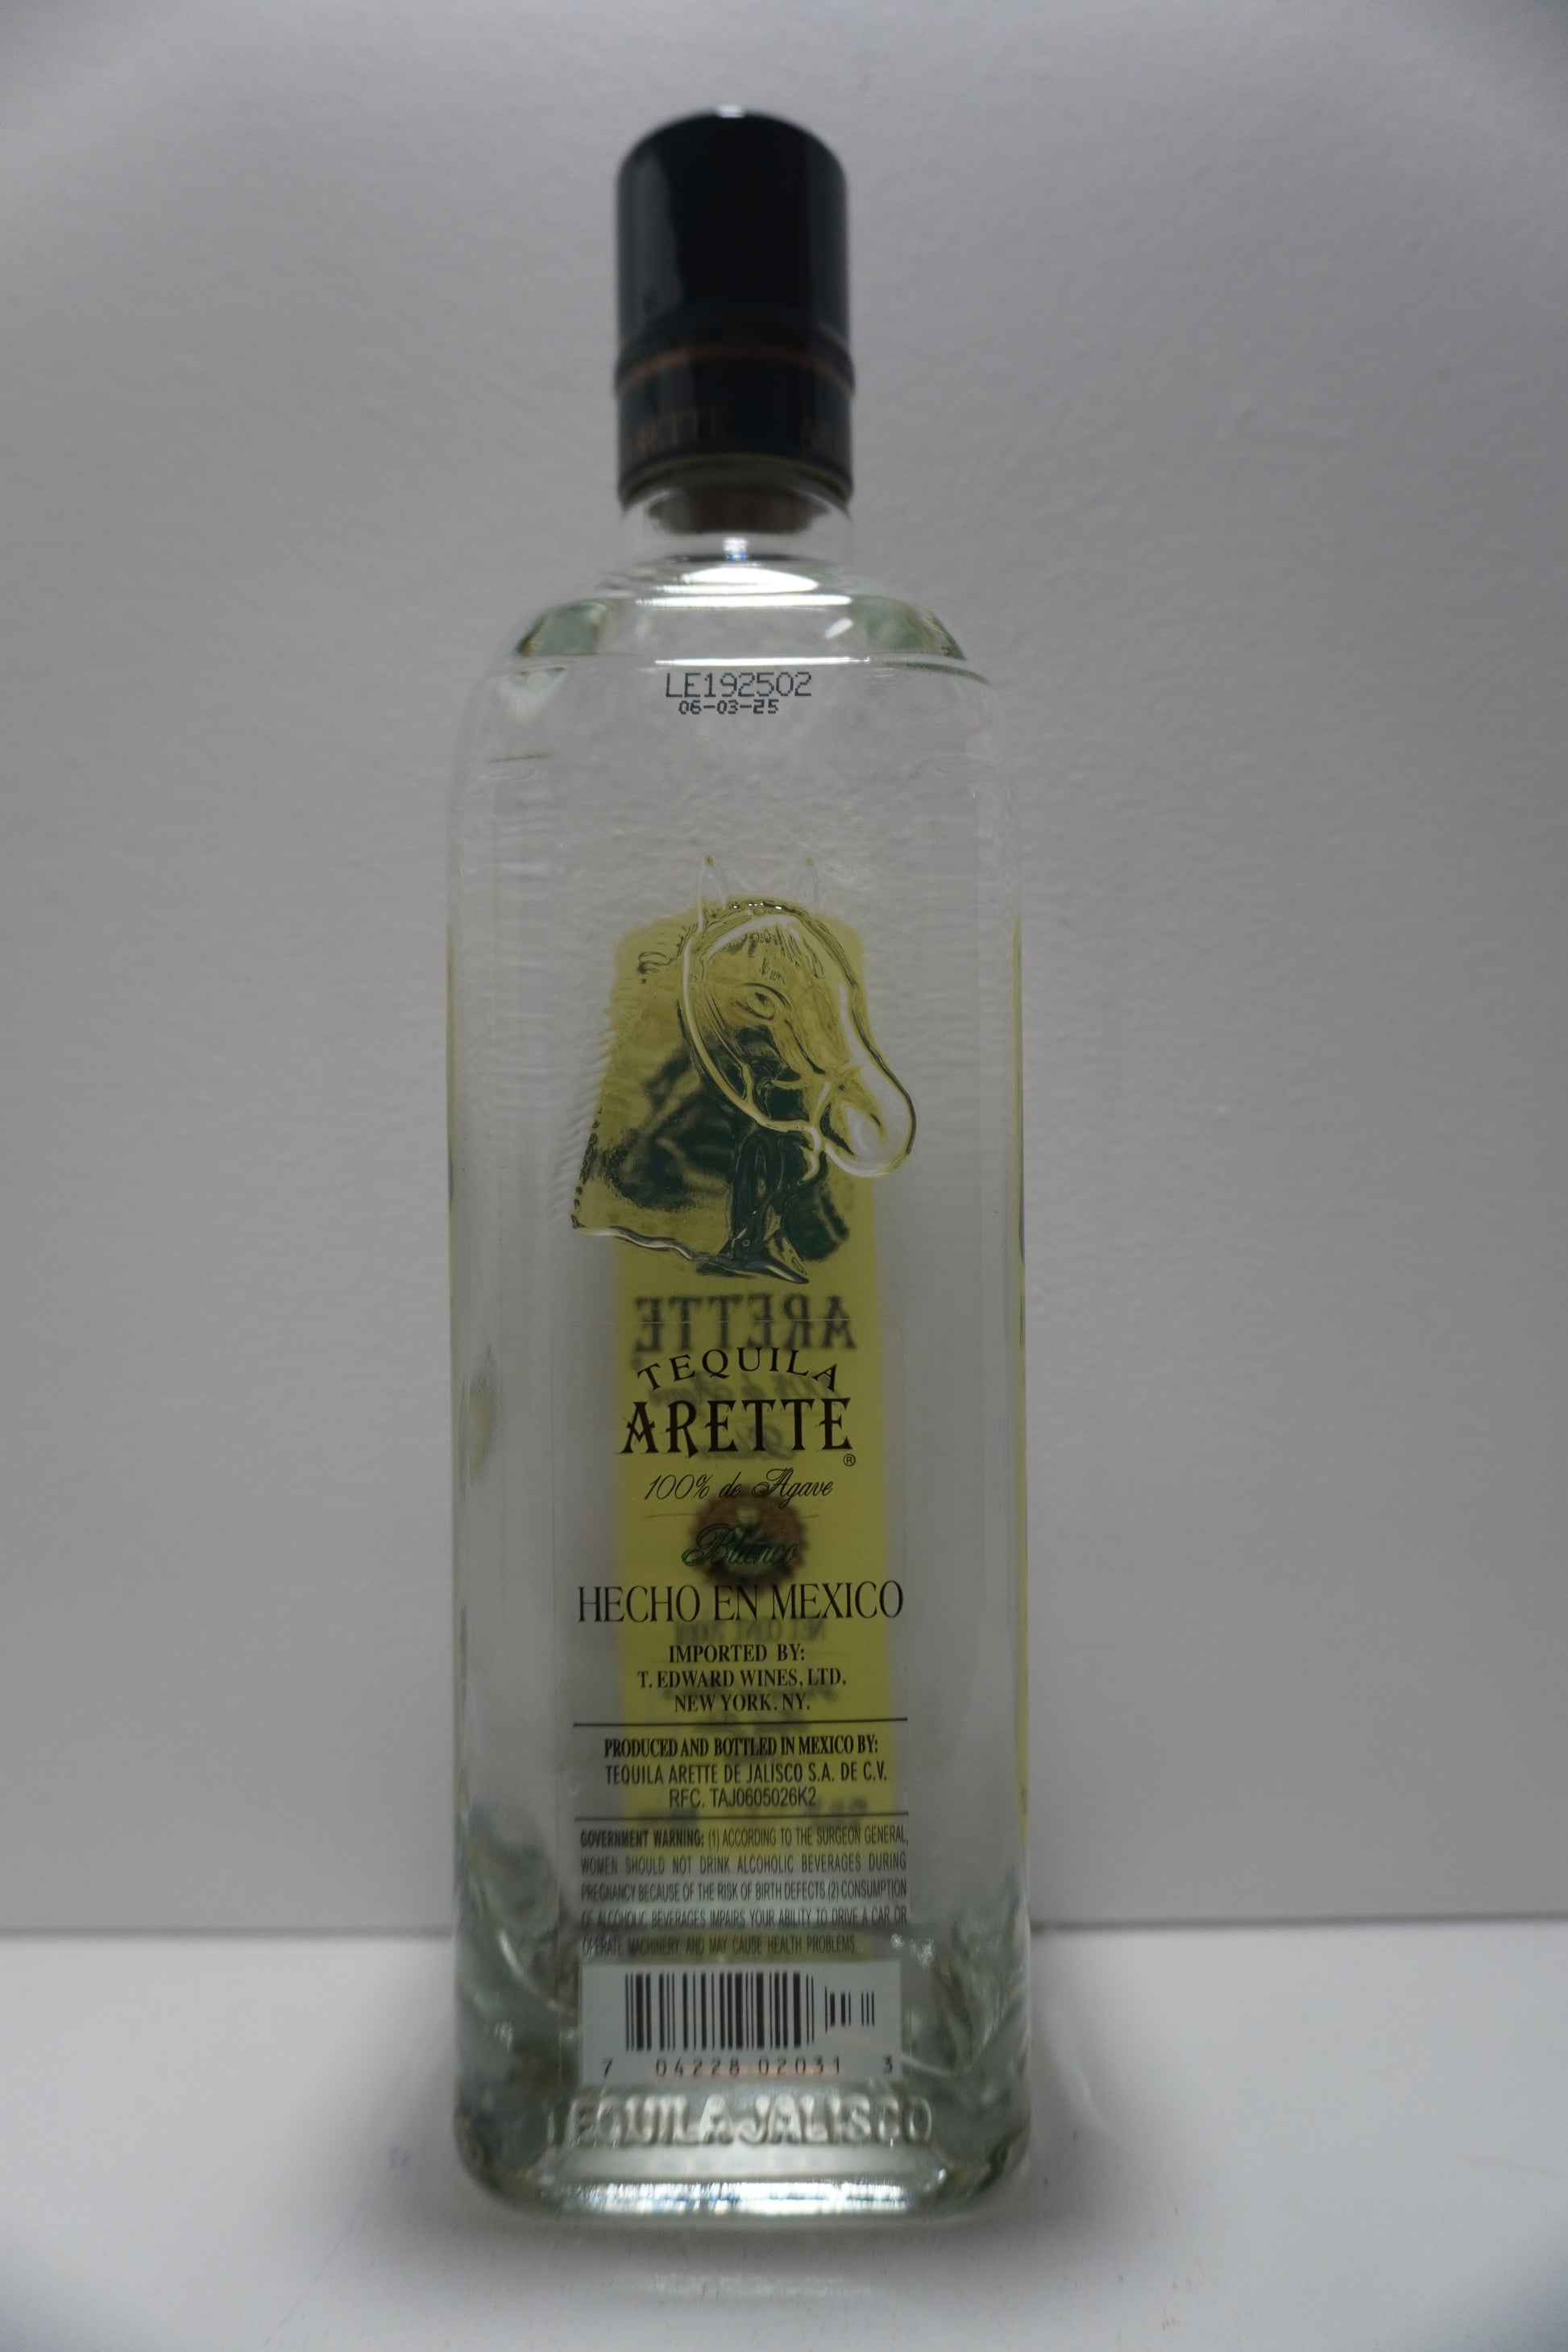 ARETTE
LE192502
06-03-25
ARETTE
TEQUILA
ARETTE®
100% de Agave
Blanco
HECHO EN MEXICO
IMPORTED BY:
T. EDWARD WINES, LTD.
NEW YORK. NY.
PRODUCED AND BOTTLED IN MEXICO BY:
TEQUILA ARETTE DE JALISCO S.A. DE C.V.
RFC. TAJ0605026K2
GOVERNMENT WARNING: (1) ACCORDING TO THE SURGEON GENERAL,
WOMEN SHOULD NOT DRINK ALCOHOLIC BEVERAGES DURING
PREGNANCY BECAUSE OF THE RISK OF BIRTH DEFECTS.(2) CONSUMPTION
OF ALCOHOLIC BEVERAGES IMPAIRS YOUR ABILITY TO DRIVE A CAR OR
OPERATE MACHINERY AND MAY CAUSE HEALTH PROBLEMS.
7 04228 02031 3
TEQUILA JALISCO